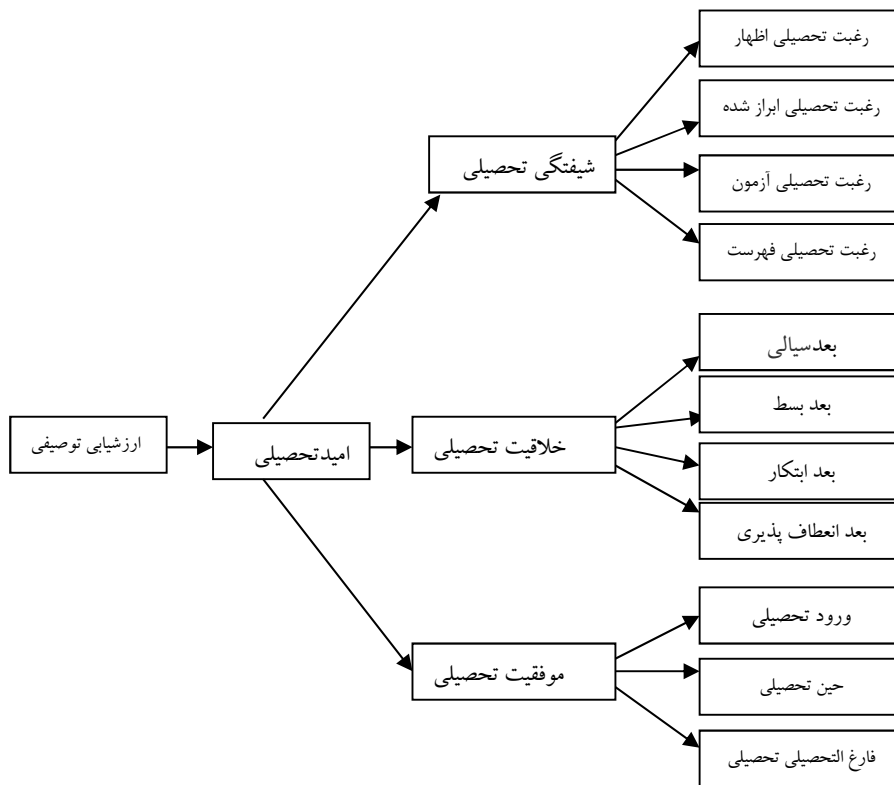 رغبت تحصیلی اظهار
رغبت تحصیلی ابراز شده
شیفتگی تحصیلی
رغبت تحصیلی آزمون
رغبت تحصیلی فهرست
بعدسیالی
بعد بسط
ارزشیابی توصیفی
امیدتحصیلی
خلاقیت تحصیلی
بعد ابتکار
بعد انعطاف پذیری
ورود تحصیلی
موفقیت تحصیلی
حین تحصیلی
فارغ التحصیلی تحصیلی